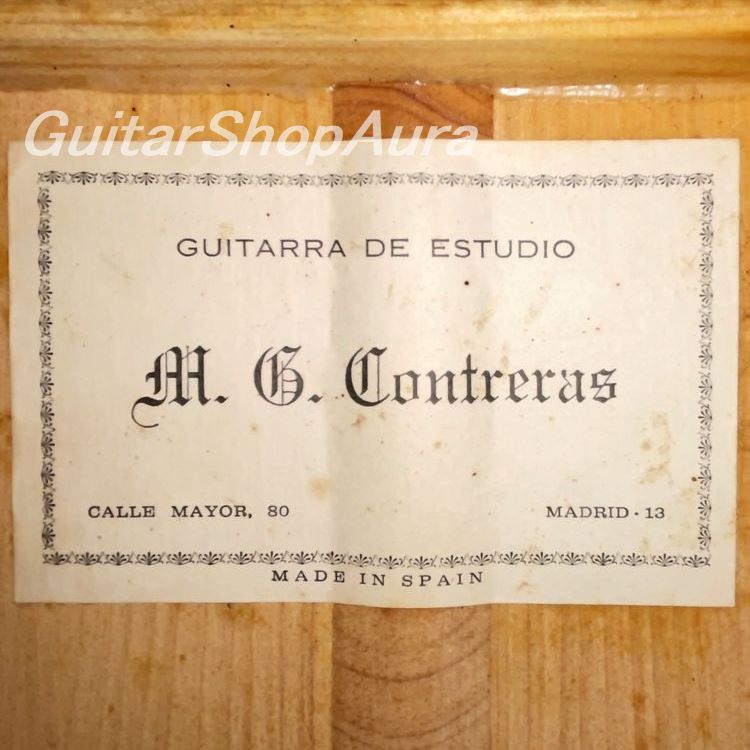 GuitarShopAura
GUITARRA DE ESTUDIO
M. G. Contreras
CALLE MAYOR, 80 MADRID - 13
MADE IN SPAIN